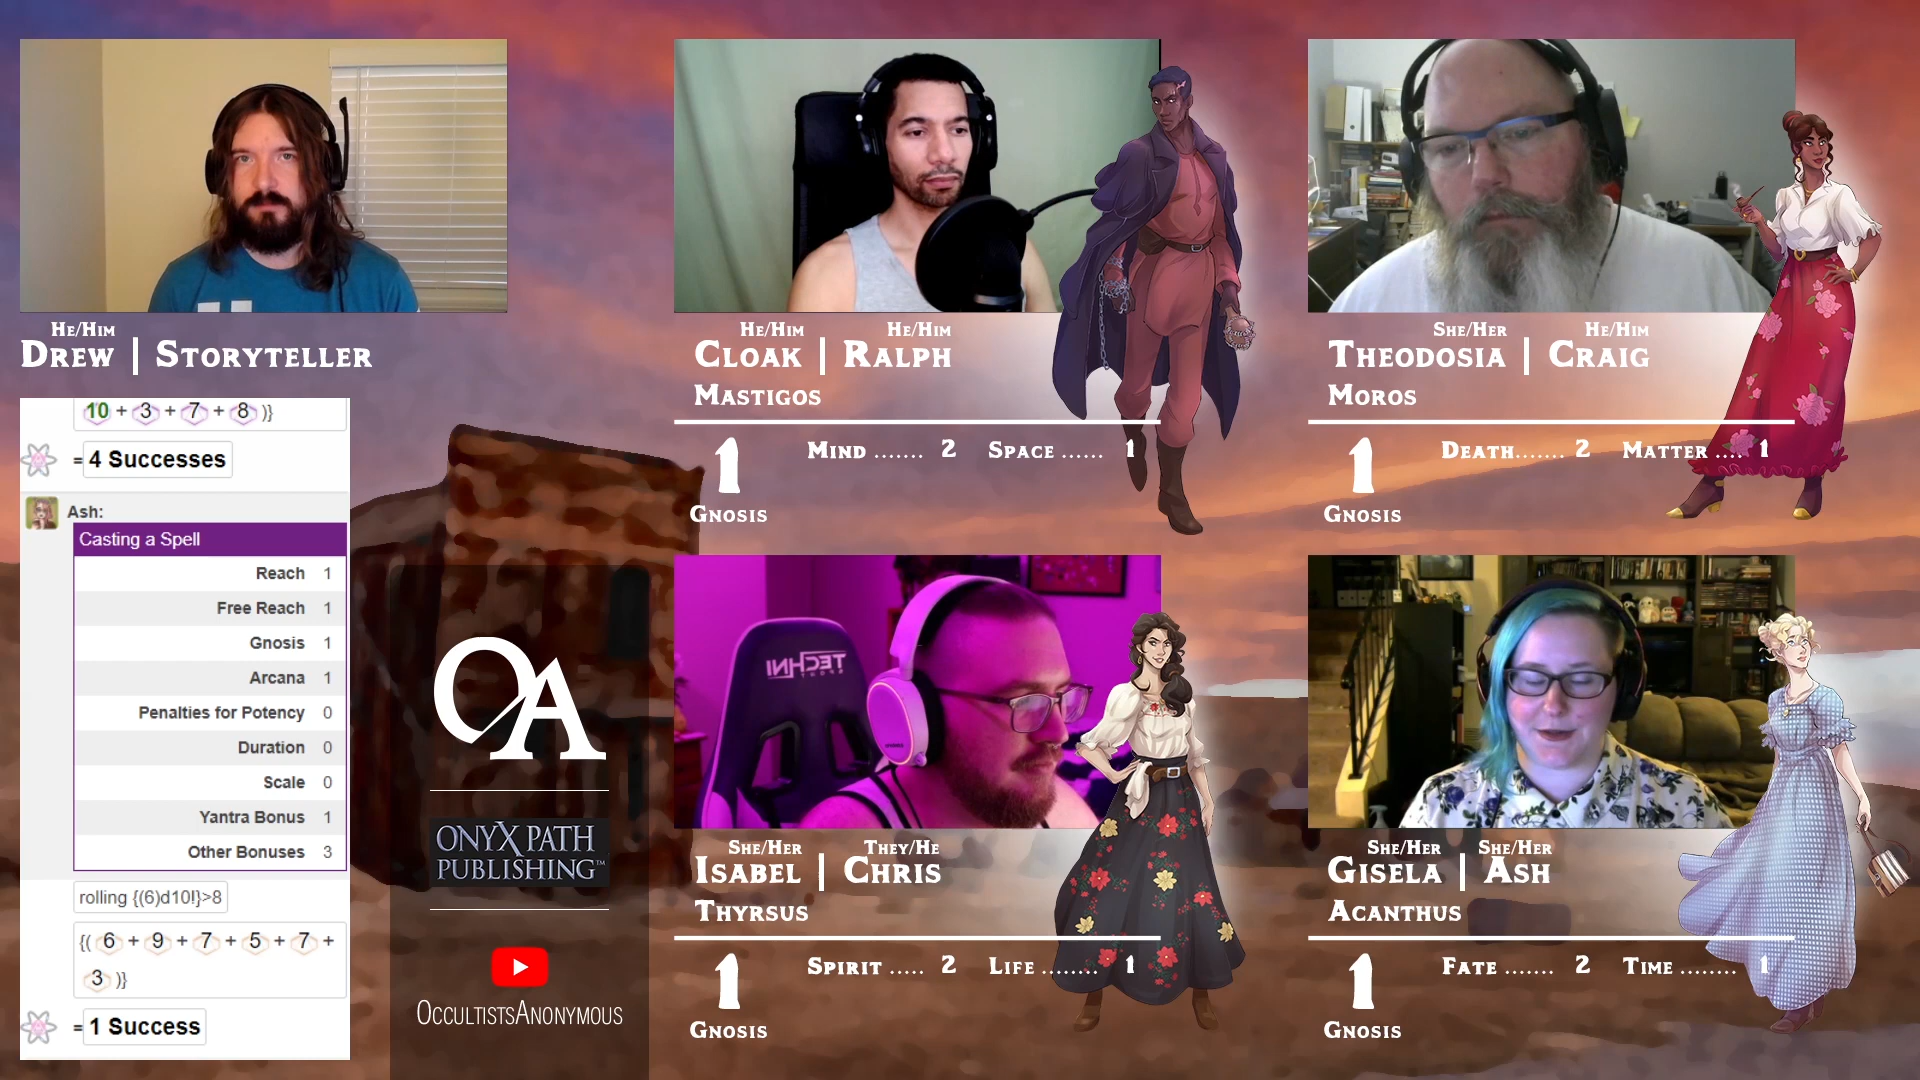 He/Him
Drew | Storyteller
10 + 3 + 7 + 8 )}
= 4 Successes
Ash:
Casting a Spell
Reach 1
Free Reach 1
Gnosis 1
Arcana 1
Penalties for Potency 0
Duration 0
Scale 0
Yantra Bonus 1
Other Bonuses 3
rolling {(6)d10!}>8
{( 6 + 9 + 7 + 5 + 7 +
3 )}
= 1 Success
OA
Onyx Path
Publishing™
OccultistsAnonymous
He/Him He/Him
Cloak | Ralph
Mastigos
1
Gnosis
Mind ....... 2 Space ...... 1
She/Her He/Him
Theodosia | Craig
Moros
1
Gnosis
Death....... 2 Matter .... 1
TECHNI
SPORT
She/Her They/He
Isabel | Chris
Thyrsus
1
Gnosis
Spirit ..... 2 Life ........ 1
She/Her She/Her
Gisela | Ash
Acanthus
1
Gnosis
Fate ....... 2 Time ........ 1